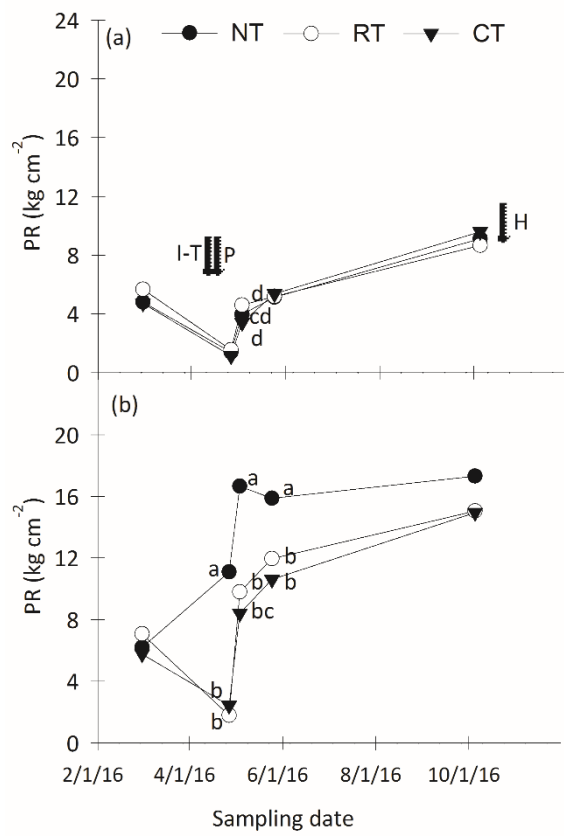 (a) NT RT CT
24
20
16
12
8
4
0
PR (kg cm-2)
I-T P
H
d
cd
d
(b)
20
16
12
8
4
0
PR (kg cm-2)
a a
a
b
b b
bc
b
b
2/1/16 4/1/16 6/1/16 8/1/16 10/1/16
Sampling date